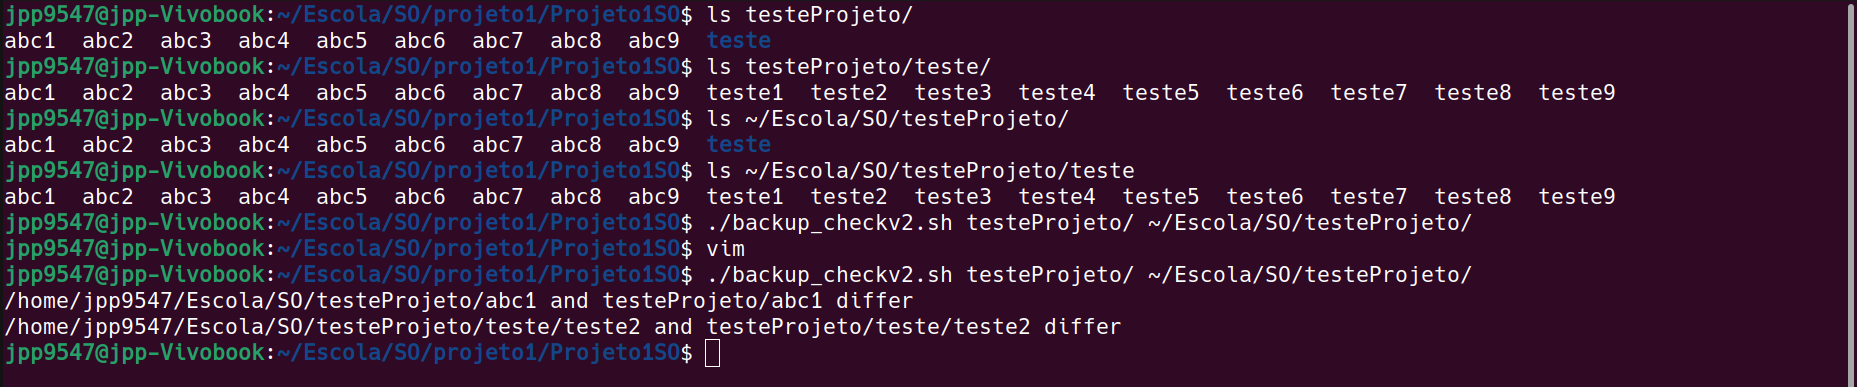 jpp9547@jpp-Vivobook:~/Escola/SO/projeto1/Projeto1SO$ ls testeProjeto/
abc1  abc2  abc3  abc4  abc5  abc6  abc7  abc8  abc9  teste
jpp9547@jpp-Vivobook:~/Escola/SO/projeto1/Projeto1SO$ ls testeProjeto/teste/
abc1  abc2  abc3  abc4  abc5  abc6  abc7  abc8  abc9  teste1  teste2  teste3  teste4  teste5  teste6  teste7  teste8  teste9
jpp9547@jpp-Vivobook:~/Escola/SO/projeto1/Projeto1SO$ ls ~/Escola/SO/testeProjeto/
abc1  abc2  abc3  abc4  abc5  abc6  abc7  abc8  abc9  teste
jpp9547@jpp-Vivobook:~/Escola/SO/projeto1/Projeto1SO$ ls ~/Escola/SO/testeProjeto/teste
abc1  abc2  abc3  abc4  abc5  abc6  abc7  abc8  abc9  teste1  teste2  teste3  teste4  teste5  teste6  teste7  teste8  teste9
jpp9547@jpp-Vivobook:~/Escola/SO/projeto1/Projeto1SO$ ./backup_checkv2.sh testeProjeto/ ~/Escola/SO/testeProjeto/
jpp9547@jpp-Vivobook:~/Escola/SO/projeto1/Projeto1SO$ vim
jpp9547@jpp-Vivobook:~/Escola/SO/projeto1/Projeto1SO$ ./backup_checkv2.sh testeProjeto/ ~/Escola/SO/testeProjeto/
/home/jpp9547/Escola/SO/testeProjeto/abc1 and testeProjeto/abc1 differ
/home/jpp9547/Escola/SO/testeProjeto/teste/teste2 and testeProjeto/teste/teste2 differ
jpp9547@jpp-Vivobook:~/Escola/SO/projeto1/Projeto1SO$